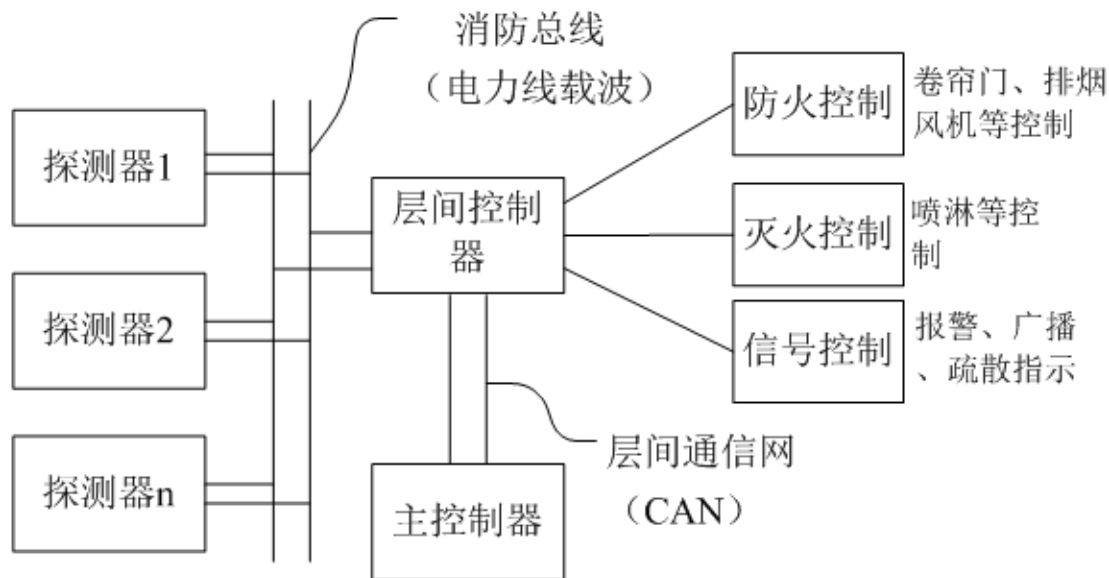 消防总线
（电力线载波）
探测器1
探测器2
探测器n
层间控制
器
主控制器
层间通信网
（CAN）
防火控制
卷帘门、排烟
风机等控制
灭火控制
喷淋等控
制
信号控制
报警、广播
、疏散指示